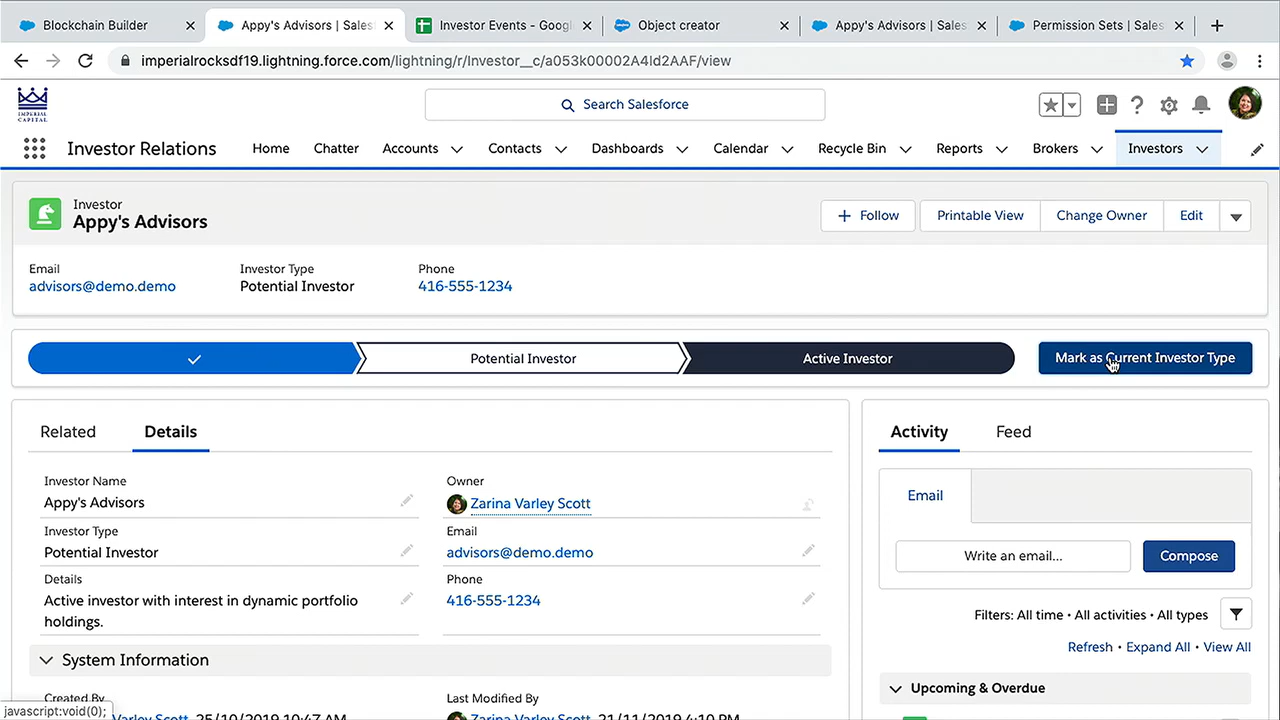 Blockchain Builder
Appy's Advisors | Sales
Investor Events - Goog
Object creator
Appy's Advisors | Sales
Permission Sets | Sales
imperialrocksdf19.lightning.force.com/lightning/r/Investor__c/a053k00002A4Id2AAF/view
IMPERIAL
CAPITAL
Search Salesforce
Investor Relations Home Chatter Accounts Contacts Dashboards Calendar Recycle Bin Reports Brokers Investors
Investor
Appy's Advisors
Follow Printable View Change Owner Edit
Email Investor Type Phone
advisors@demo.demo Potential Investor 416-555-1234
Potential Investor Active Investor Mark as Current Investor Type
Related Details
Investor Name Owner
Appy's Advisors Zarina Varley Scott
Investor Type Email
Potential Investor advisors@demo.demo
Details Phone
Active investor with interest in dynamic portfolio 416-555-1234
holdings.
System Information
Created By Last Modified By
Varley Scott, 25/10/2019 10:47 AM Zarina Varley Scott, 21/11/2019 4:10 PM
javascript:void(0);
Activity Feed
Email
Write an email... Compose
Filters: All time • All activities • All types
Refresh • Expand All • View All
Upcoming & Overdue